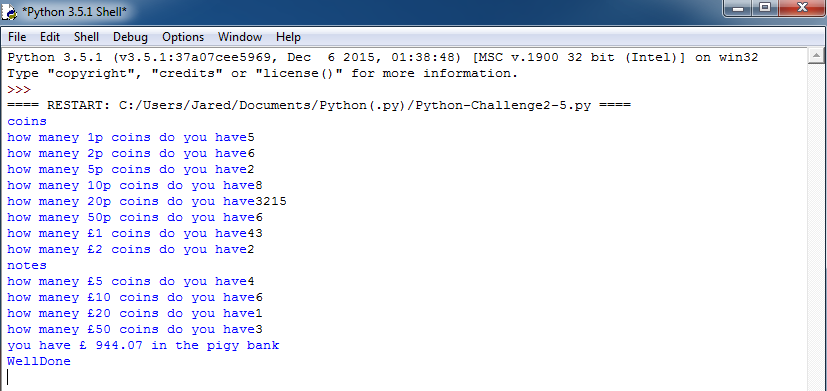 *Python 3.5.1 Shell*
File Edit Shell Debug Options Window Help
Python 3.5.1 (v3.5.1:37a07cee5969, Dec  6 2015, 01:38:48) [MSC v.1900 32 bit (Intel)] on win32
Type "copyright", "credits" or "license()" for more information.
>>>
==== RESTART: C:/Users/Jared/Documents/Python(.py)/Python-Challenge2-5.py ====
coins
how maney 1p coins do you have5
how maney 2p coins do you have6
how maney 5p coins do you have2
how maney 10p coins do you have8
how maney 20p coins do you have3215
how maney 50p coins do you have6
how maney £1 coins do you have43
how maney £2 coins do you have2
notes
how maney £5 coins do you have4
how maney £10 coins do you have6
how maney £20 coins do you have1
how maney £50 coins do you have3
you have £ 944.07 in the pigy bank
WellDone